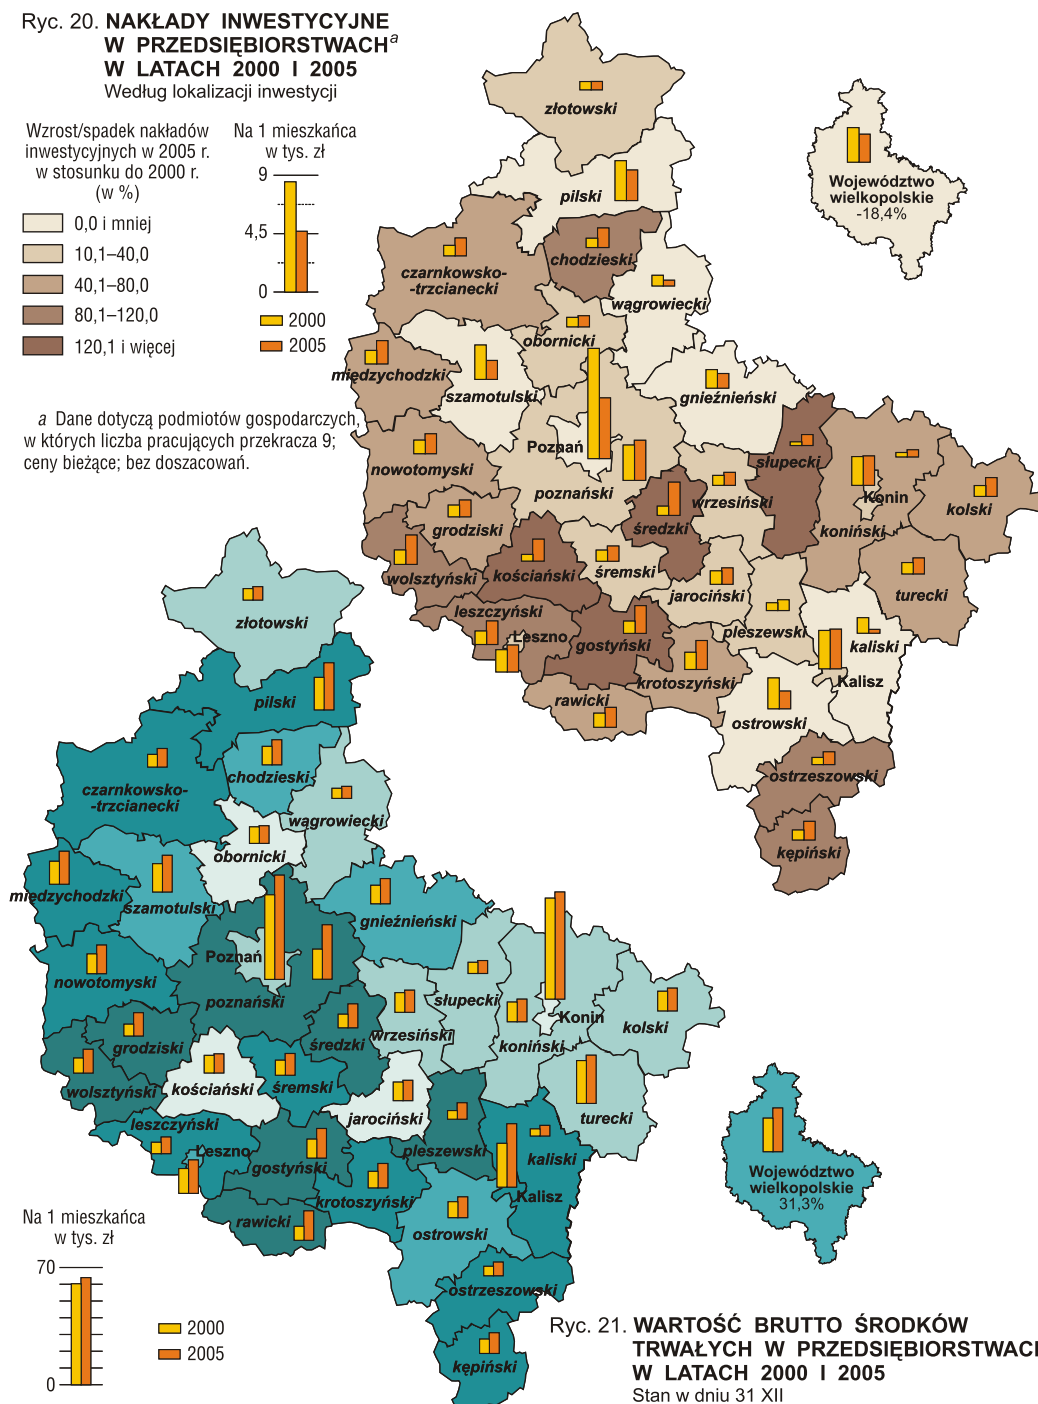 Ryc. 20. NAKŁADY INWESTYCYJNE
W PRZEDSIĘBIORSTWACHa
W LATACH 2000 I 2005
Według lokalizacji inwestycji
Wzrost/spadek nakładów
inwestycyjnych w 2005 r.
w stosunku do 2000 r.
(w %)
0,0 i mniej
10,1–40,0
40,1–80,0
80,1–120,0
120,1 i więcej
Na 1 mieszkańca
w tys. zł
9
4,5
0
2000
2005
a Dane dotyczą podmiotów gospodarczych,
w których liczba pracujących przekracza 9;
ceny bieżące; bez doszacowań.
złotowski
pilski
chodzieski
czarnkowsko-
-trzcianecki
wągrowiecki
obornicki
międzychodzki
szamotulski
gnieźnieński
Poznań
poznański
nowotomyski
słupecki
wrzesiński
Konin
koniński
kolski
grodziski
średzki
wolsztyński
kościański
śremski
jarociński
turecki
leszczyński
Leszno
gostyński
pleszewski
kaliski
Kalisz
krotoszyński
rawicki
ostrowski
ostrzeszowski
kępiński
Województwo
wielkopolskie
-18,4%
złotowski
pilski
chodzieski
czarnkowsko-
-trzcianecki
wągrowiecki
obornicki
międzychodzki
szamotulski
gnieźnieński
Poznań
poznański
nowotomyski
słupecki
wrzesiński
Konin
koniński
kolski
grodziski
średzki
wolsztyński
kościański
śremski
jarociński
turecki
leszczyński
Leszno
gostyński
pleszewski
kaliski
Kalisz
krotoszyński
rawicki
ostrowski
ostrzeszowski
kępiński
Województwo
wielkopolskie
31,3%
Na 1 mieszkańca
w tys. zł
70
0
2000
2005
Ryc. 21. WARTOŚĆ BRUTTO ŚRODKÓW
TRWAŁYCH W PRZEDSIĘBIORSTWACH
W LATACH 2000 I 2005
Stan w dniu 31 XII